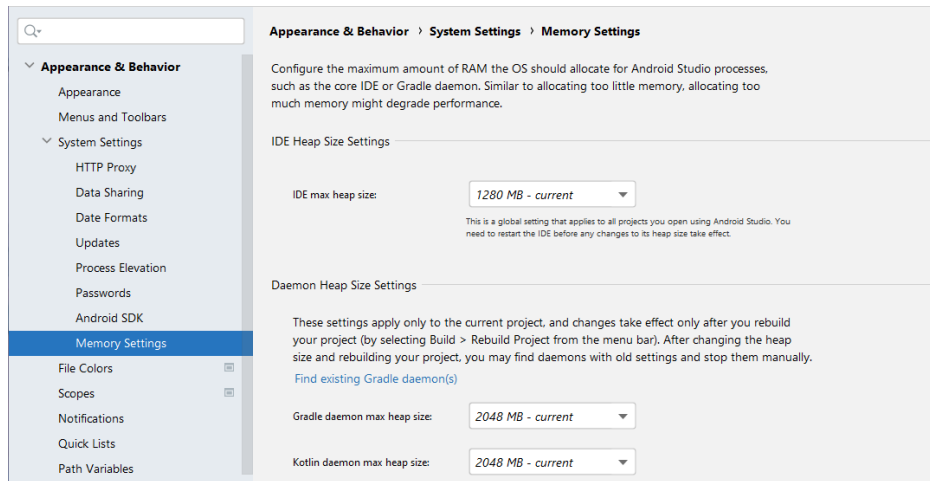 Appearance & Behavior
Appearance
Menus and Toolbars
System Settings
HTTP Proxy
Data Sharing
Date Formats
Updates
Process Elevation
Passwords
Android SDK
Memory Settings
File Colors
Scopes
Notifications
Quick Lists
Path Variables
Appearance & Behavior › System Settings › Memory Settings
Configure the maximum amount of RAM the OS should allocate for Android Studio processes,
such as the core IDE or Gradle daemon. Similar to allocating too little memory, allocating too
much memory might degrade performance.
IDE Heap Size Settings
IDE max heap size: 1280 MB - current
This is a global setting that applies to all projects you open using Android Studio. You
need to restart the IDE before any changes to its heap size take effect.
Daemon Heap Size Settings
These settings apply only to the current project, and changes take effect only after you rebuild
your project (by selecting Build > Rebuild Project from the menu bar). After changing the heap
size and rebuilding your project, you may find daemons with old settings and stop them manually.
Find existing Gradle daemon(s)
Gradle daemon max heap size: 2048 MB - current
Kotlin daemon max heap size: 2048 MB - current